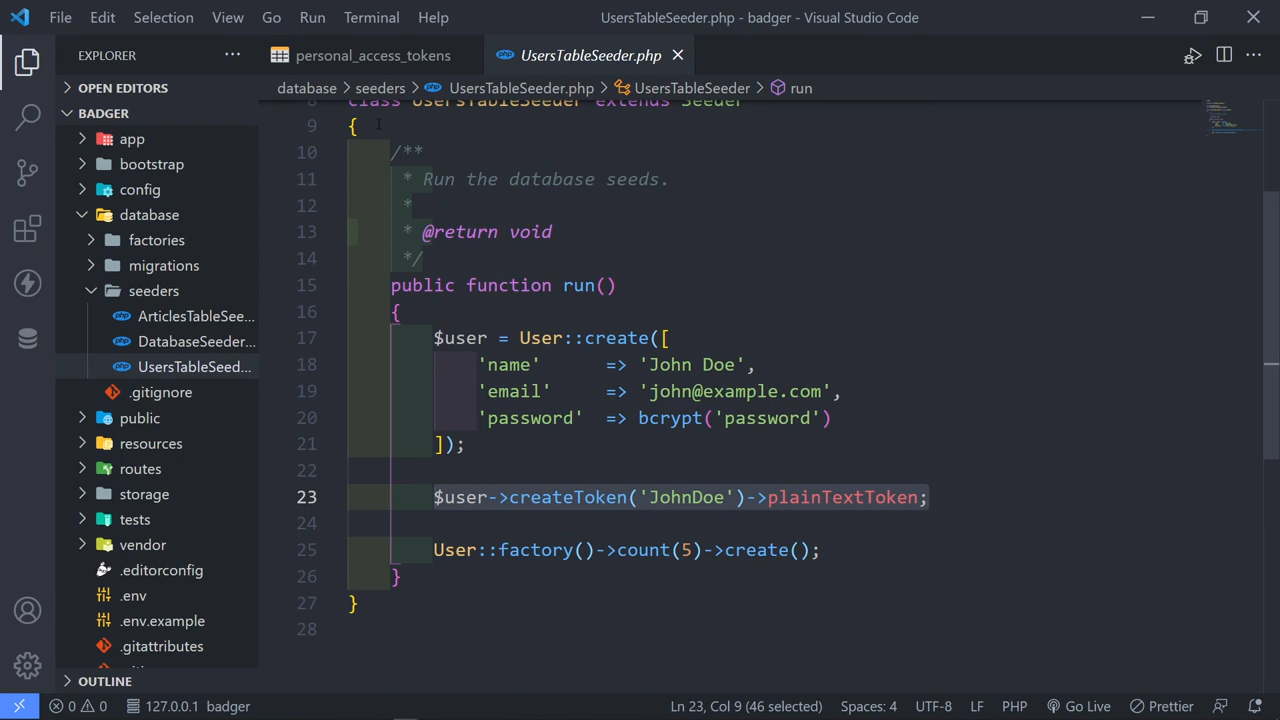 File Edit Selection View Go Run Terminal Help UsersTableSeeder.php - badger - Visual Studio Code
EXPLORER
personal_access_tokens
UsersTableSeeder.php
OPEN EDITORS
BADGER
app
bootstrap
config
database
factories
migrations
seeders
ArticlesTableSee...
DatabaseSeeder...
UsersTableSeed...
.gitignore
public
resources
routes
storage
tests
vendor
.editorconfig
.env
.env.example
.gitattributes
OUTLINE
database > seeders > UsersTableSeeder.php > UsersTableSeeder > run
8 class UsersTableSeeder extends Seeder
9 {
10 /**
11 * Run the database seeds.
12 *
13 * @return void
14 */
15 public function run()
16 {
17 $user = User::create([
18 'name' => 'John Doe',
19 'email' => 'john@example.com',
20 'password' => bcrypt('password')
21 ]);
22
23 $user->createToken('JohnDoe')->plainTextToken;
24
25 User::factory()->count(5)->create();
26 }
27 }
28
0 0 127.0.0.1 badger Ln 23, Col 9 (46 selected) Spaces: 4 UTF-8 LF PHP Go Live Prettier